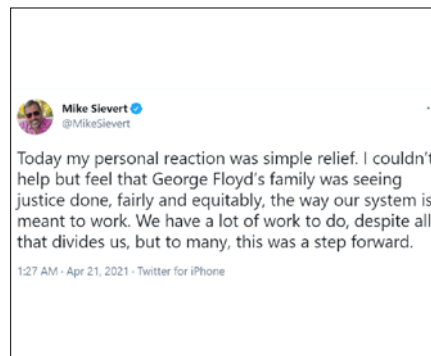 Mike Sievert
@MikeSievert
Today my personal reaction was simple relief. I couldn't
help but feel that George Floyd's family was seeing
justice done, fairly and equitably, the way our system is
meant to work. We have a lot of work to do, despite all
that divides us, but to many, this was a step forward.
1:27 AM · Apr 21, 2021 · Twitter for iPhone